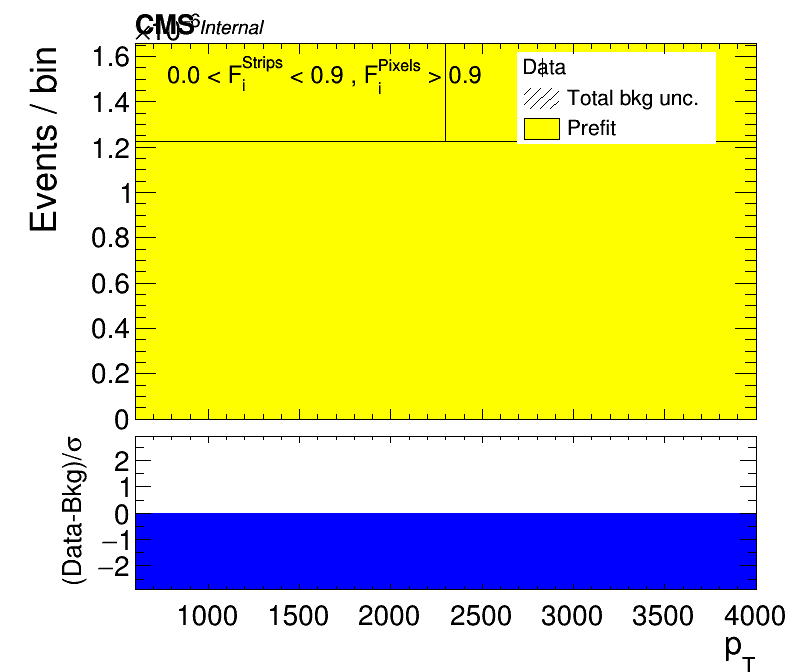 CMS Internal
×10^6
Events / bin
1.6
1.4
1.2
1
0.8
0.6
0.4
0.2
0
0.0 < F_i^Strips < 0.9 , F_i^Pixels > 0.9
Data
Total bkg unc.
Prefit
(Data-Bkg)/σ
2
1
0
−1
−2
1000 1500 2000 2500 3000 3500 4000
p_T